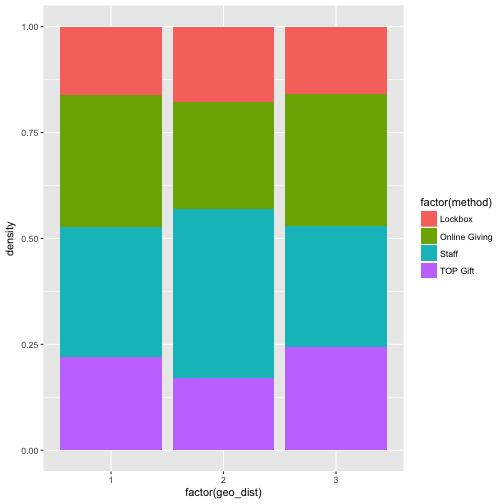 1.00
0.75
0.50
0.25
0.00
density
1 2 3
factor(geo_dist)
factor(method)
Lockbox
Online Giving
Staff
TOP Gift